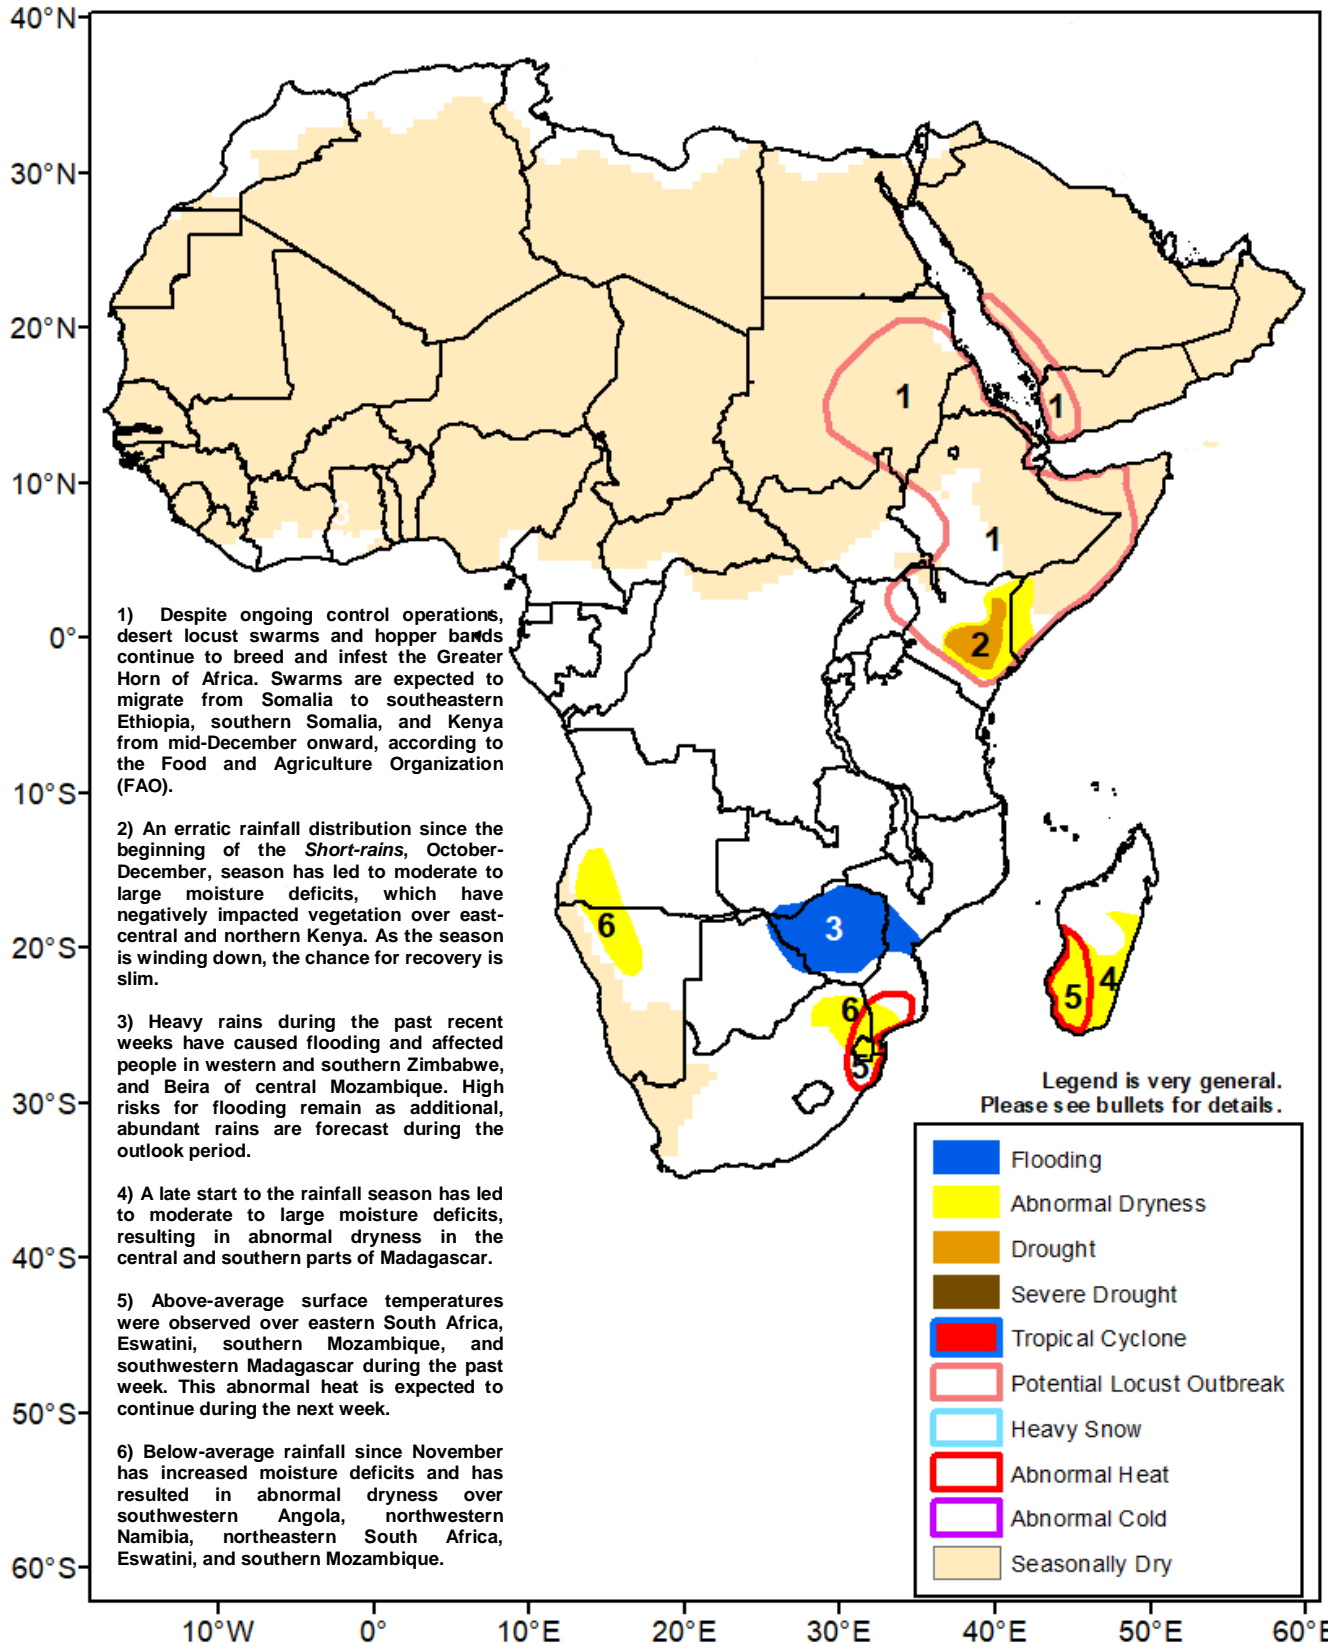 40°N
30°N
20°N
10°N
0°
10°S
20°S
30°S
40°S
50°S
60°S
1
1
1
2
3
3
6
6
5
4
5
1) Despite ongoing control operations,
desert locust swarms and hopper bands
continue to breed and infest the Greater
Horn of Africa. Swarms are expected to
migrate from Somalia to southeastern
Ethiopia, southern Somalia, and Kenya
from mid-December onward, according to
the Food and Agriculture Organization
(FAO).
2) An erratic rainfall distribution since the
beginning of the Short-rains, October-
December, season has led to moderate to
large moisture deficits, which have
negatively impacted vegetation over east-
central and northern Kenya. As the season
is winding down, the chance for recovery is
slim.
3) Heavy rains during the past recent
weeks have caused flooding and affected
people in western and southern Zimbabwe,
and Beira of central Mozambique. High
risks for flooding remain as additional,
abundant rains are forecast during the
outlook period.
4) A late start to the rainfall season has led
to moderate to large moisture deficits,
resulting in abnormal dryness in the
central and southern parts of Madagascar.
5) Above-average surface temperatures
were observed over eastern South Africa,
Eswatini, southern Mozambique, and
southwestern Madagascar during the past
week. This abnormal heat is expected to
continue during the next week.
6) Below-average rainfall since November
has increased moisture deficits and has
resulted in abnormal dryness over
southwestern Angola, northwestern
Namibia, northeastern South Africa,
Eswatini, and southern Mozambique.
Legend is very general.
Please see bullets for details.
Flooding
Abnormal Dryness
Drought
Severe Drought
Tropical Cyclone
Potential Locust Outbreak
Heavy Snow
Abnormal Heat
Abnormal Cold
Seasonally Dry
10°W
0°
10°E
20°E
30°E
40°E
50°E
60°E